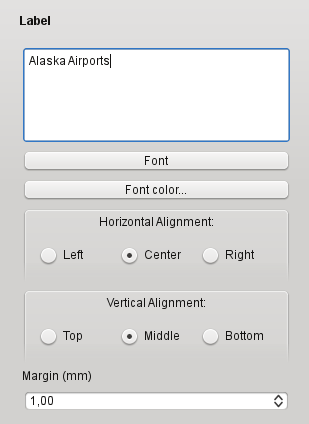 Label
Alaska Airports
Font
Font color...
Horizontal Alignment:
Left Center Right
Vertical Alignment:
Top Middle Bottom
Margin (mm)
1,00